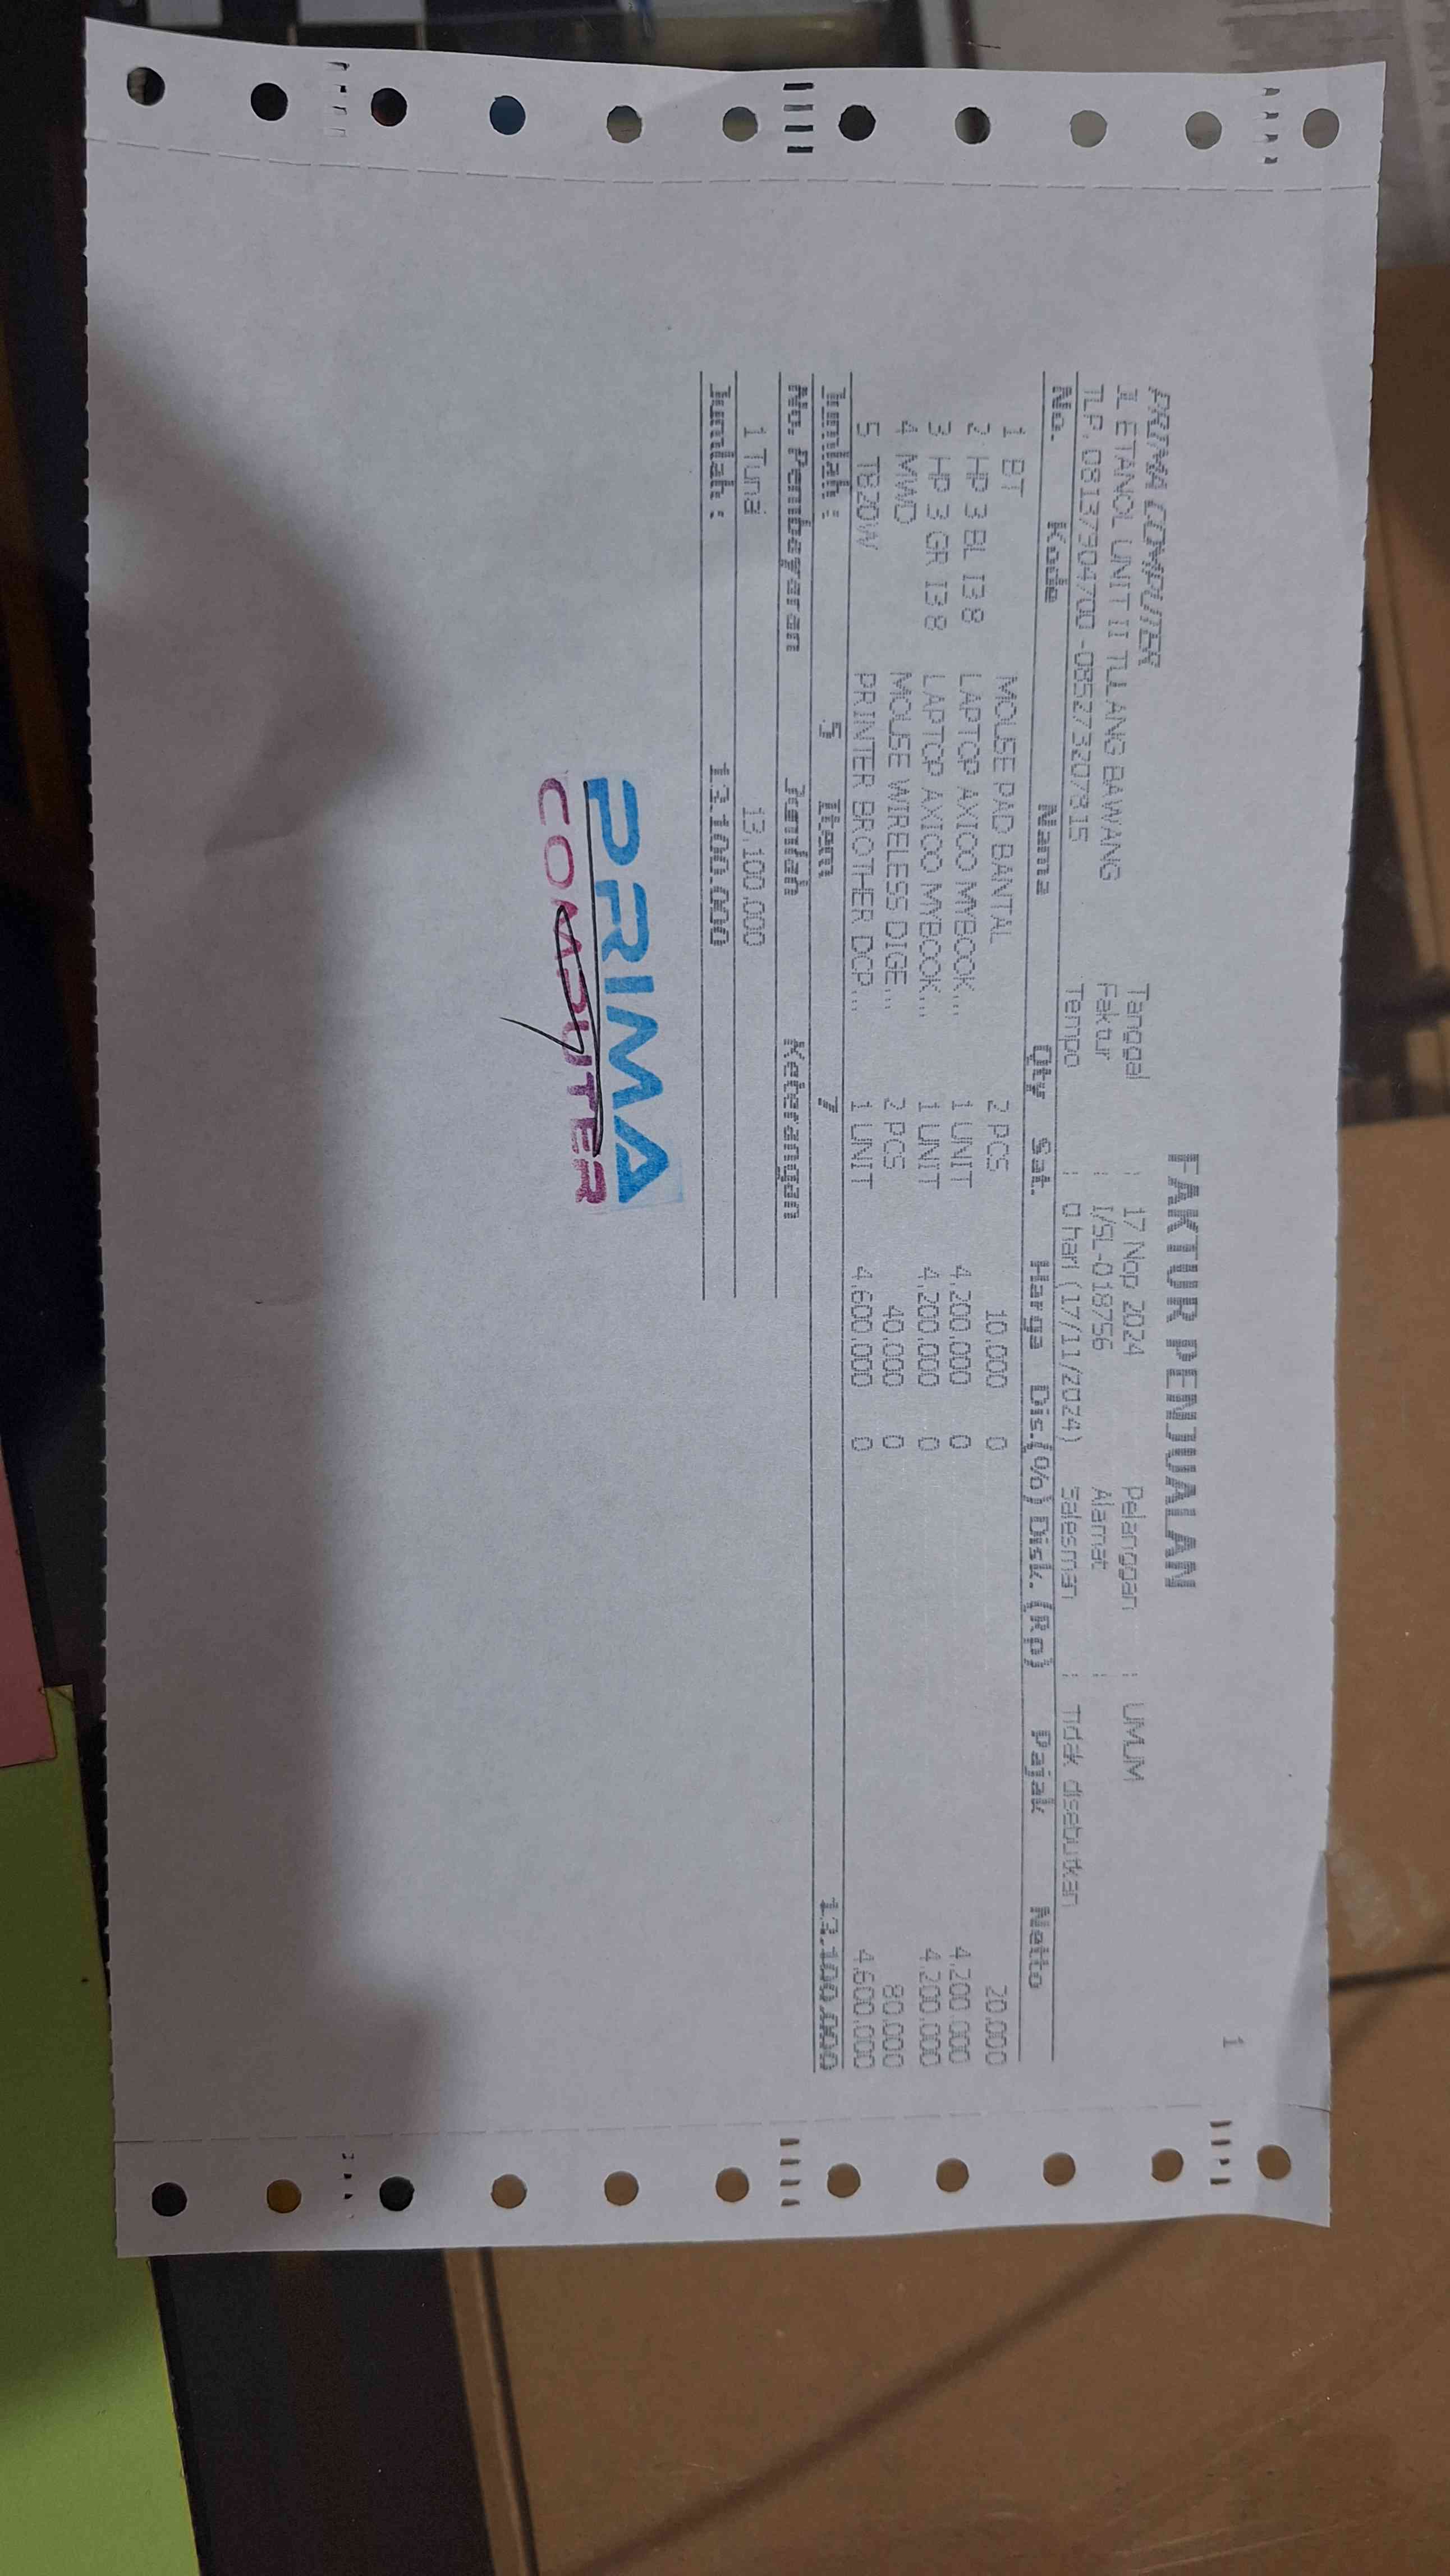 1
FAKTUR PENJUALAN
PRIMA COMPUTER
JL ETANOL UNIT II TULANG BAWANG
TLP. 08137904700 -085273207815
Tanggal : 17 Nop 2024 Pelanggan : UMUM
Faktur : I/SL-018756 Alamat :
Tempo : 0 hari (17/11/2024) Salesman : Tidak disebutkan
No. Kode Nama Qty Sat. Harga Dis.(%) Disk.(Rp) Pajak Netto
1 BT MOUSE PAD BANTAL 2 PCS 10,000 0 20,000
2 HP 3 BL I3 8 LAPTOP AXIOO MYBOOK... 1 UNIT 4,200,000 0 4,200,000
3 HP 3 GR I3 8 LAPTOP AXIOO MYBOOK... 1 UNIT 4,200,000 0 4,200,000
4 MWD MOUSE WIRELESS DIGE... 2 PCS 40,000 0 80,000
5 T820W PRINTER BROTHER DCP... 1 UNIT 4,600,000 0 4,600,000
Jumlah : 5 Item 7 13,100,000
No. Pembayaran Jumlah Keterangan
1 Tunai 13,100,000
Jumlah : 13,100,000
PRIMA
COMPUTER